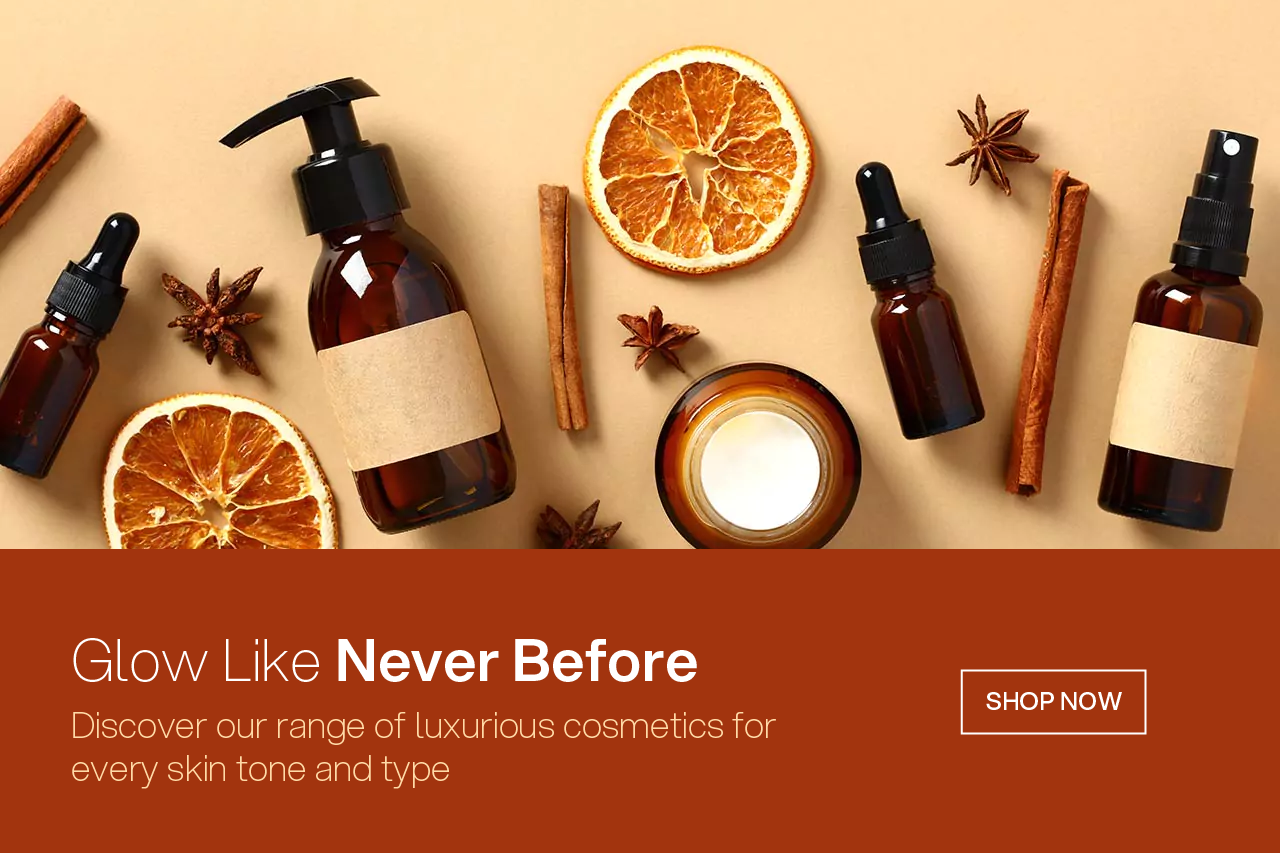 Glow Like Never Before
Discover our range of luxurious cosmetics for
every skin tone and type
SHOP NOW